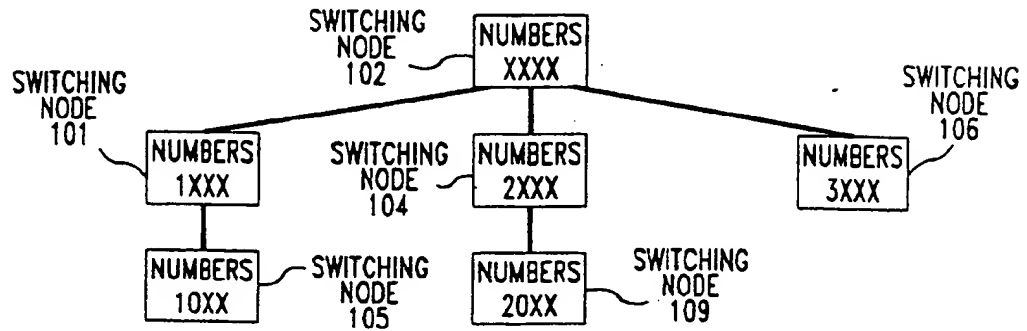 SWITCHING
NODE
102
NUMBERS
XXXX
SWITCHING
NODE
101
NUMBERS
1XXX
SWITCHING
NODE
104
NUMBERS
2XXX
SWITCHING
NODE
106
NUMBERS
3XXX
NUMBERS
10XX
SWITCHING
NODE
105
NUMBERS
20XX
SWITCHING
NODE
109